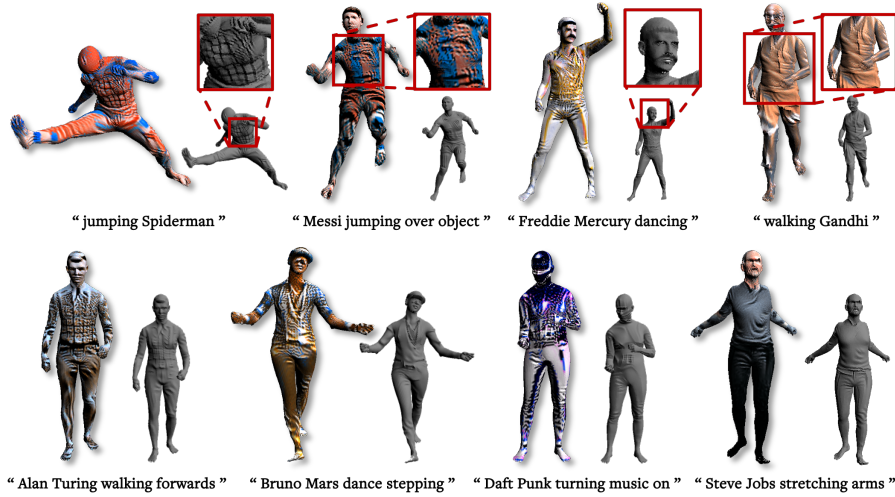 “ jumping Spiderman ”
“ Messi jumping over object ”
“ Freddie Mercury dancing ”
“ walking Gandhi ”
“ Alan Turing walking forwards ”
“ Bruno Mars dance stepping ”
“ Daft Punk turning music on ”
“ Steve Jobs stretching arms ”